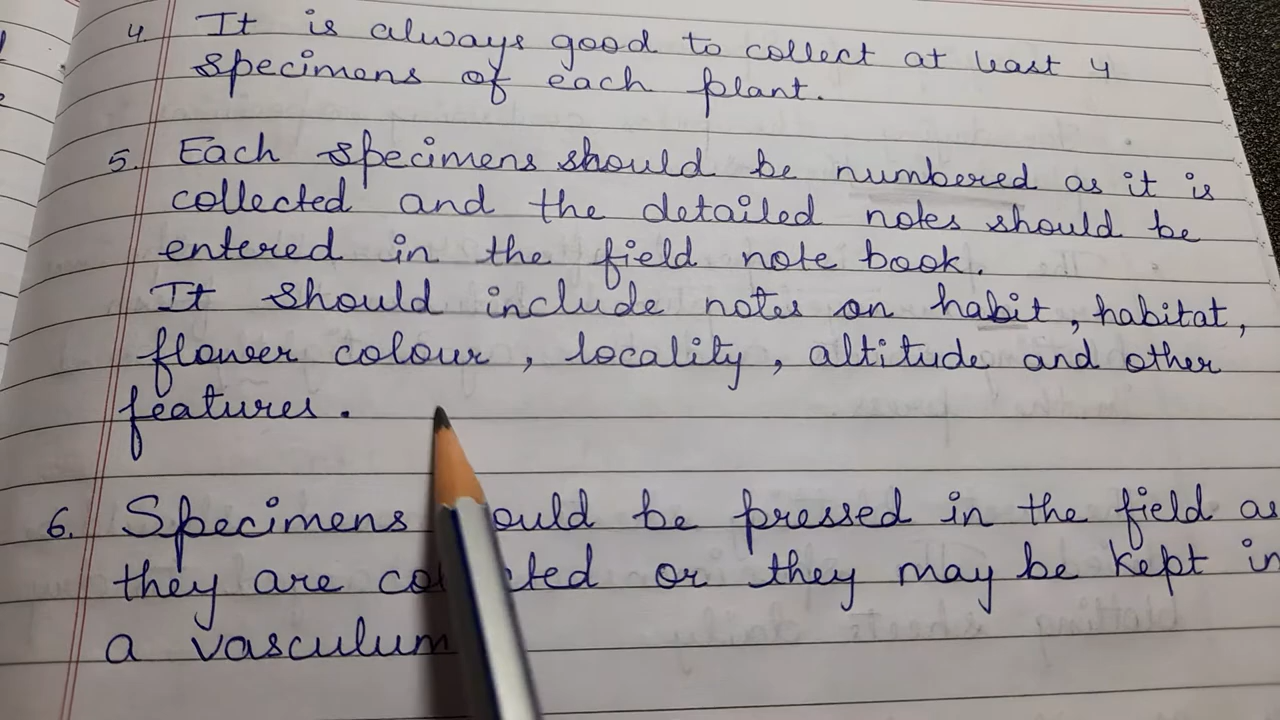 4. It is always good to collect at least 4
specimens of each plant.
5. Each specimens should be numbered as it is
collected and the detailed notes should be
entered in the field note book.
It should include notes on habit, habitat,
flower colour, locality, altitude and other
features.
6. Specimens ould be pressed in the field as
they are co cted or they may be kept in
a vasculum